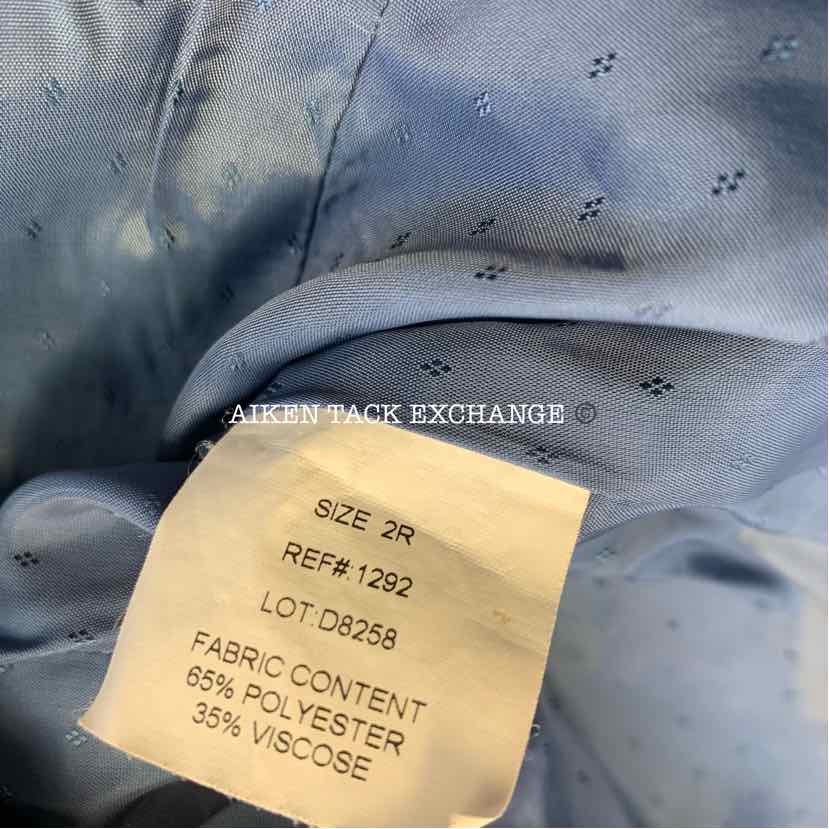 AIKEN TACK EXCHANGE ©
SIZE 2R
REF#:1292
LOT:D8258
FABRIC CONTENT
65% POLYESTER
35% VISCOSE